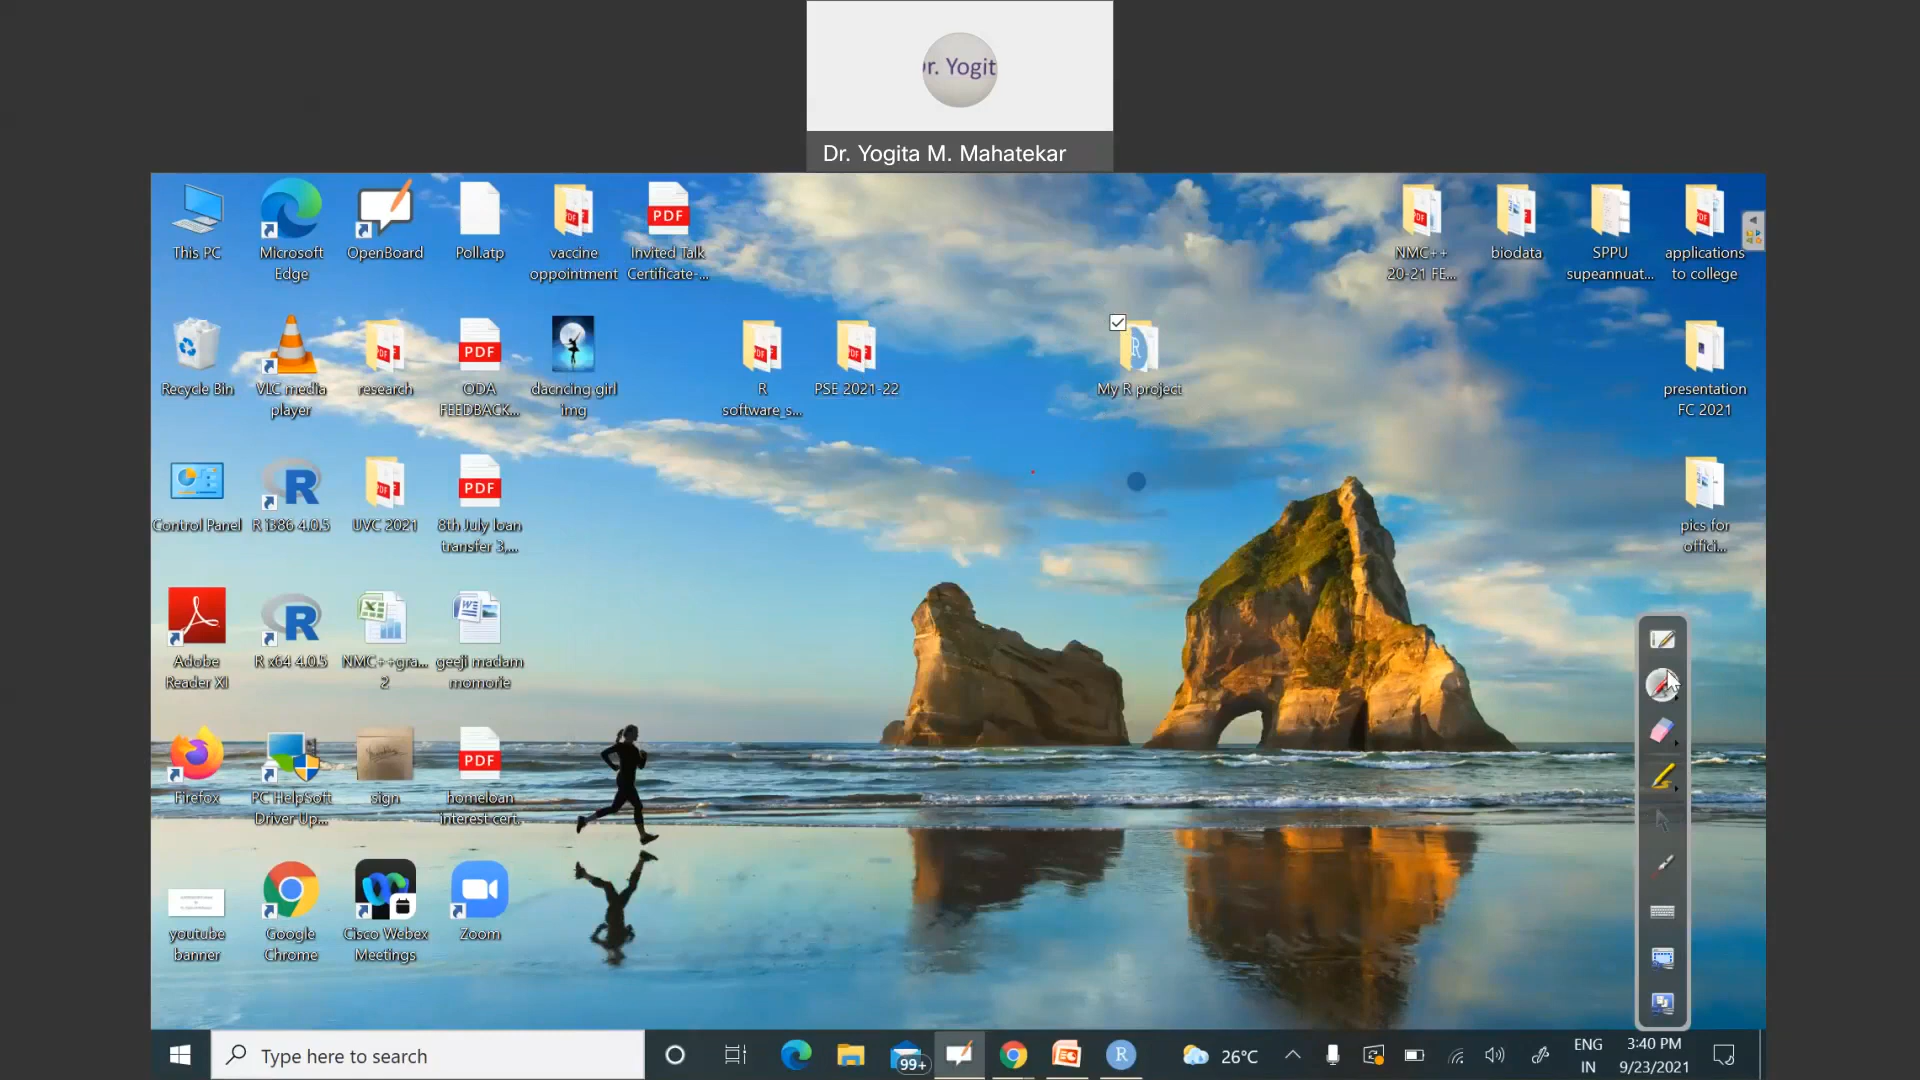 Dr. Yogit
Dr. Yogita M. Mahatekar
This PC
Microsoft
Edge
OpenBoard
Poll.atp
vaccine
oppointment
Invited Talk
Certificate-...
NMC++
20-21 FE...
biodata
SPPU
supeannuat...
applications
to college
Recycle Bin
VLC media
player
PDF
research
PDF
ODA
FEEDBACK...
dacncing girl
img
R
software_s...
PSE 2021-22
My R project
presentation
FC 2021
Control Panel
R i386 4.0.5
UVC 2021
PDF
8th July loan
transfer 3,...
pics for
offici...
Adobe
Reader XI
R x64 4.0.5
NMC++gra...
2
geeji madam
momorie
Firefox
PC HelpSoft
Driver Up...
sign
PDF
homeloan
interest cert.
youtube
banner
Google
Chrome
Cisco Webex
Meetings
Zoom
Type here to search
99+
R
26°C
ENG
IN
3:40 PM
9/23/2021